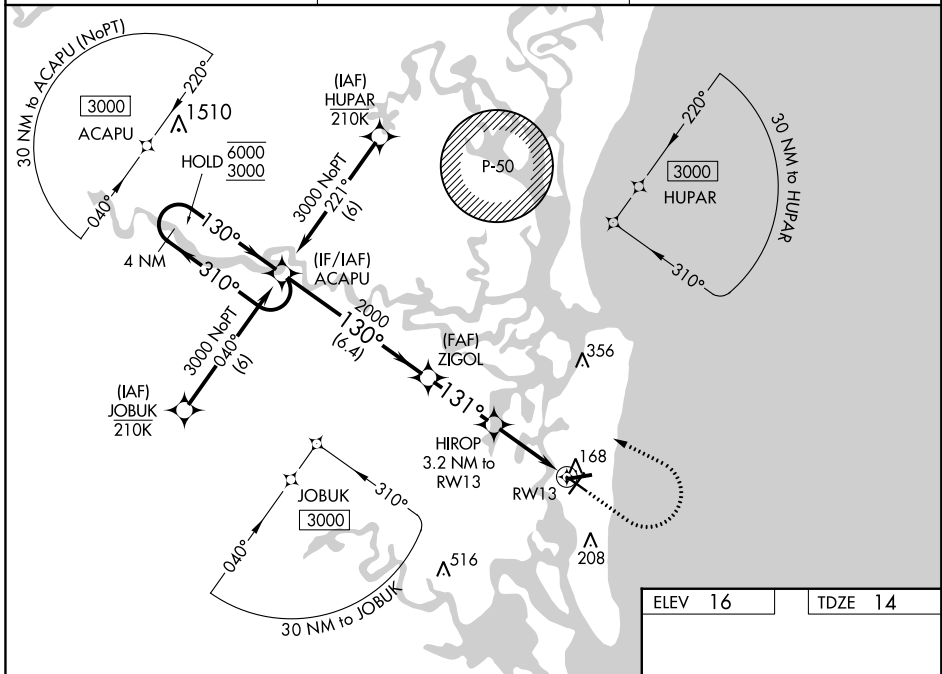 30 NM to ACAPU (NoPT)
220°
3000
ACAPU
1510
040°
HOLD
6000
3000
(IAF)
HUPAR
210K
P-50
220°
3000
HUPAR
30 NM to HUPAR
310°
3000 NoPT
221°
(6)
130°
4 NM
310°
(IF/IAF)
ACAPU
2000
130°
(6.4)
3000 NoPT
040°
(6)
(FAF)
ZIGOL
131°
356
(IAF)
JOBUK
210K
HIROP
3.2 NM to
RW13
168
RW13
JOBUK
3000
310°
040°
30 NM to JOBUK
516
208
ELEV 16
TDZE 14